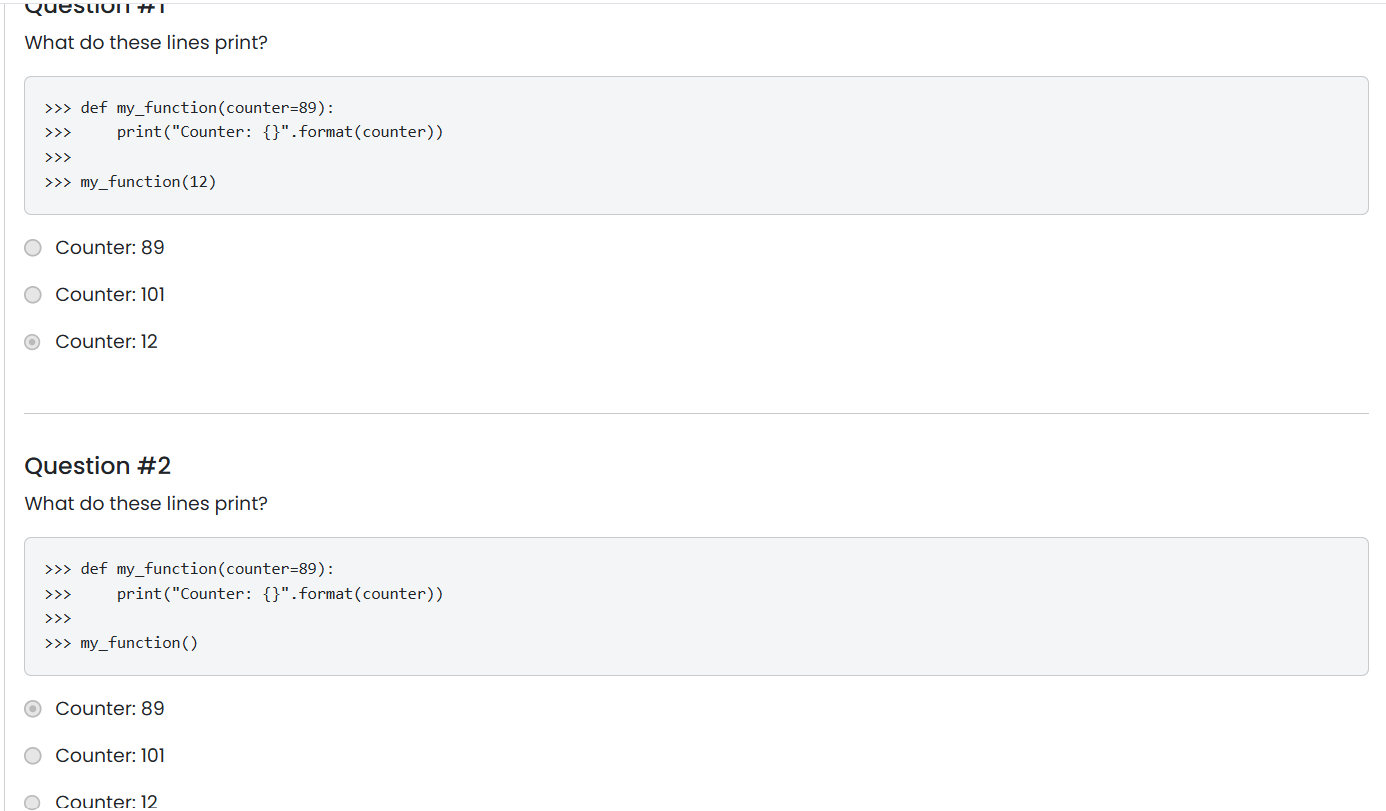 Question #1
What do these lines print?
>>> def my_function(counter=89):
>>>     print("Counter: {}".format(counter))
>>>
>>> my_function(12)
Counter: 89
Counter: 101
Counter: 12
Question #2
What do these lines print?
>>> def my_function(counter=89):
>>>     print("Counter: {}".format(counter))
>>>
>>> my_function()
Counter: 89
Counter: 101
Counter: 12